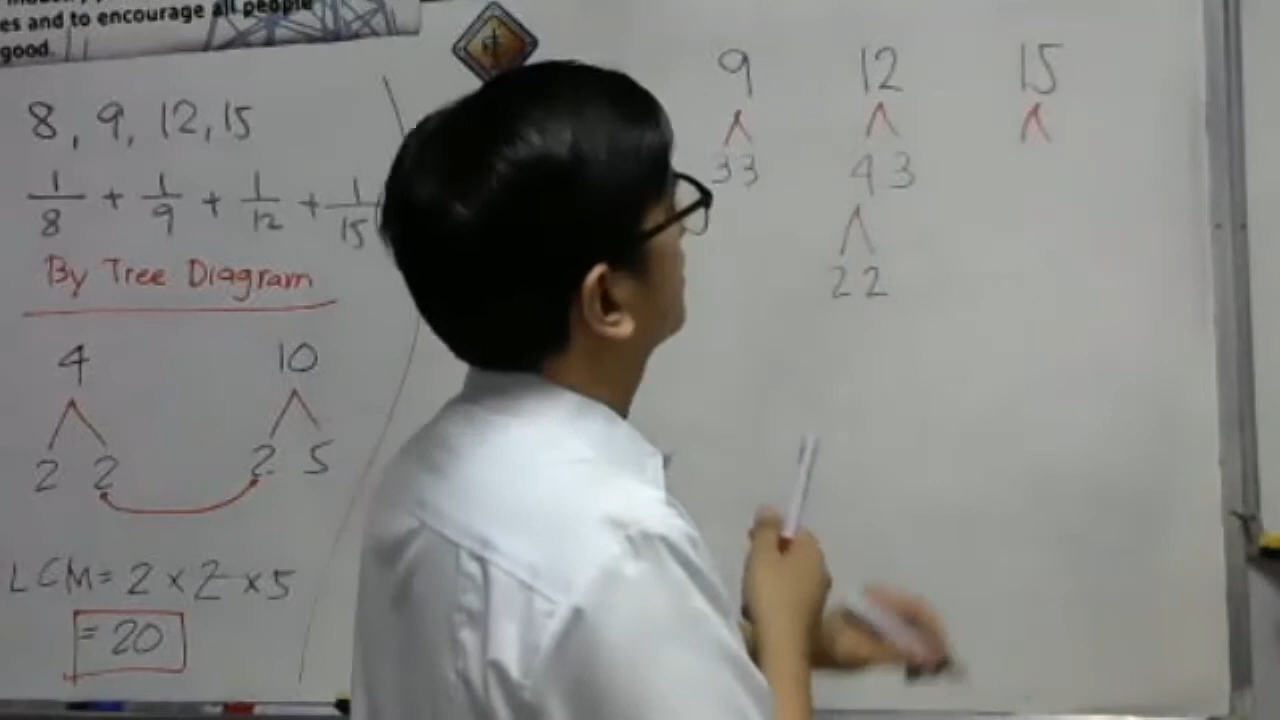 es and to encourage all people
good.
8, 9, 12, 15
1/8 + 1/9 + 1/12 + 1/15
By Tree Diagram
4 10
2 2 2 5
LCM = 2 x 2 x 5
= 20
9 12 15
3 3 4 3
2 2